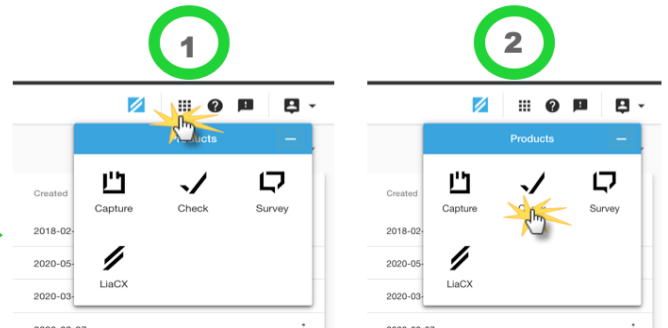 1
2
Products
Capture
Check
Survey
LiaCX
Created
2018-02-
2020-05-
2020-03-
Products
Capture
Survey
LiaCX
Created
2018-02-
2020-05-
2020-03-